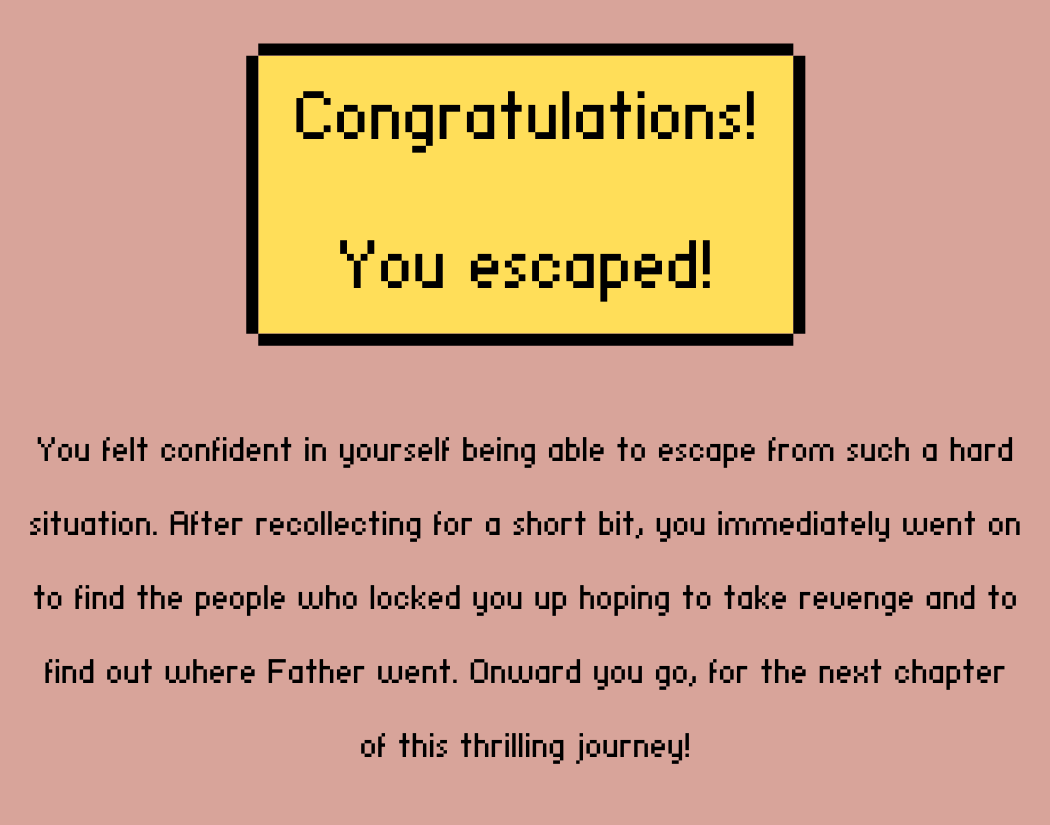 Congratulations!
You escaped!
You felt confident in yourself being able to escape from such a hard
situation. After recollecting for a short bit, you immediately went on
to find the people who locked you up hoping to take revenge and to
find out where Father went. Onward you go, for the next chapter
of this thrilling journey!